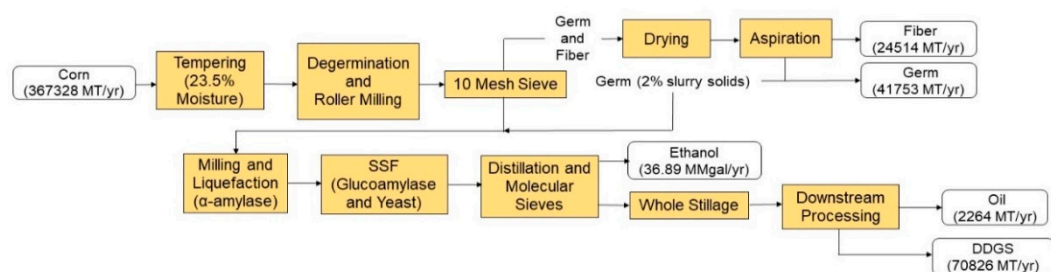 Corn
(367328 MT/yr)
Tempering
(23.5%
Moisture)
Degermination
and
Roller Milling
10 Mesh Sieve
Germ
and
Fiber
Drying
Aspiration
Fiber
(24514 MT/yr)
Germ
(41753 MT/yr)
Germ (2% slurry solids)
Milling and
Liquefaction
(α-amylase)
SSF
(Glucoamylase
and Yeast)
Distillation and
Molecular
Sieves
Ethanol
(36.89 MMgal/yr)
Whole Stillage
Downstream
Processing
Oil
(2264 MT/yr)
DDGS
(70826 MT/yr)